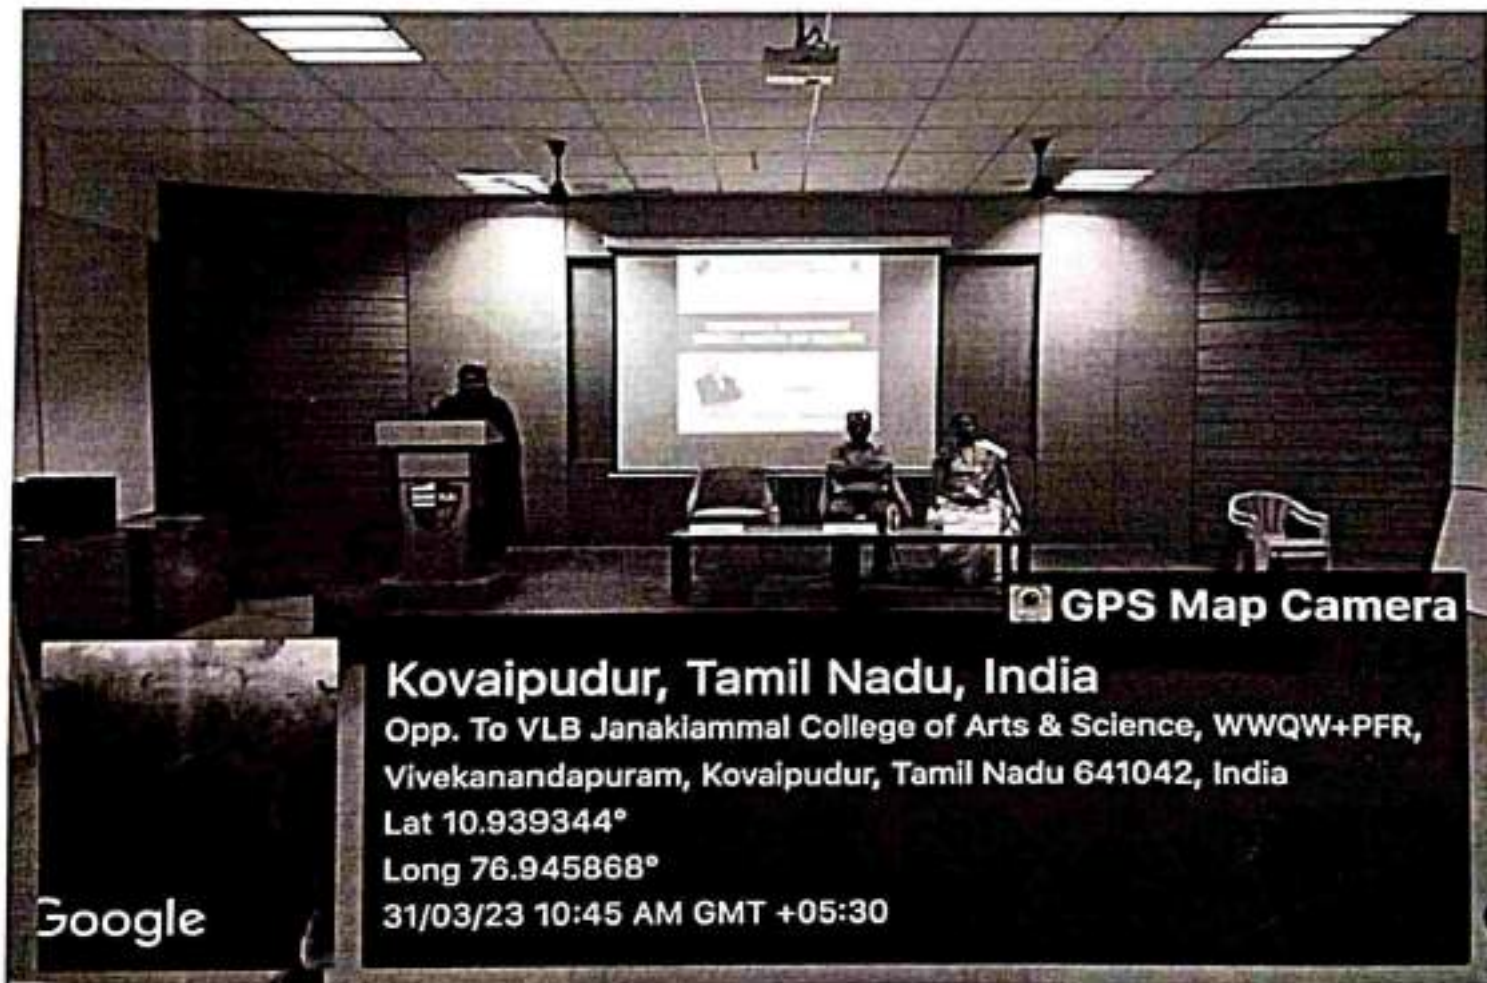 GPS Map Camera
Kovaipudur, Tamil Nadu, India
Opp. To VLB Janakiammal College of Arts & Science, WWQW+PFR,
Vivekanandapuram, Kovaipudur, Tamil Nadu 641042, India
Lat 10.939344°
Long 76.945868°
31/03/23 10:45 AM GMT +05:30
Google